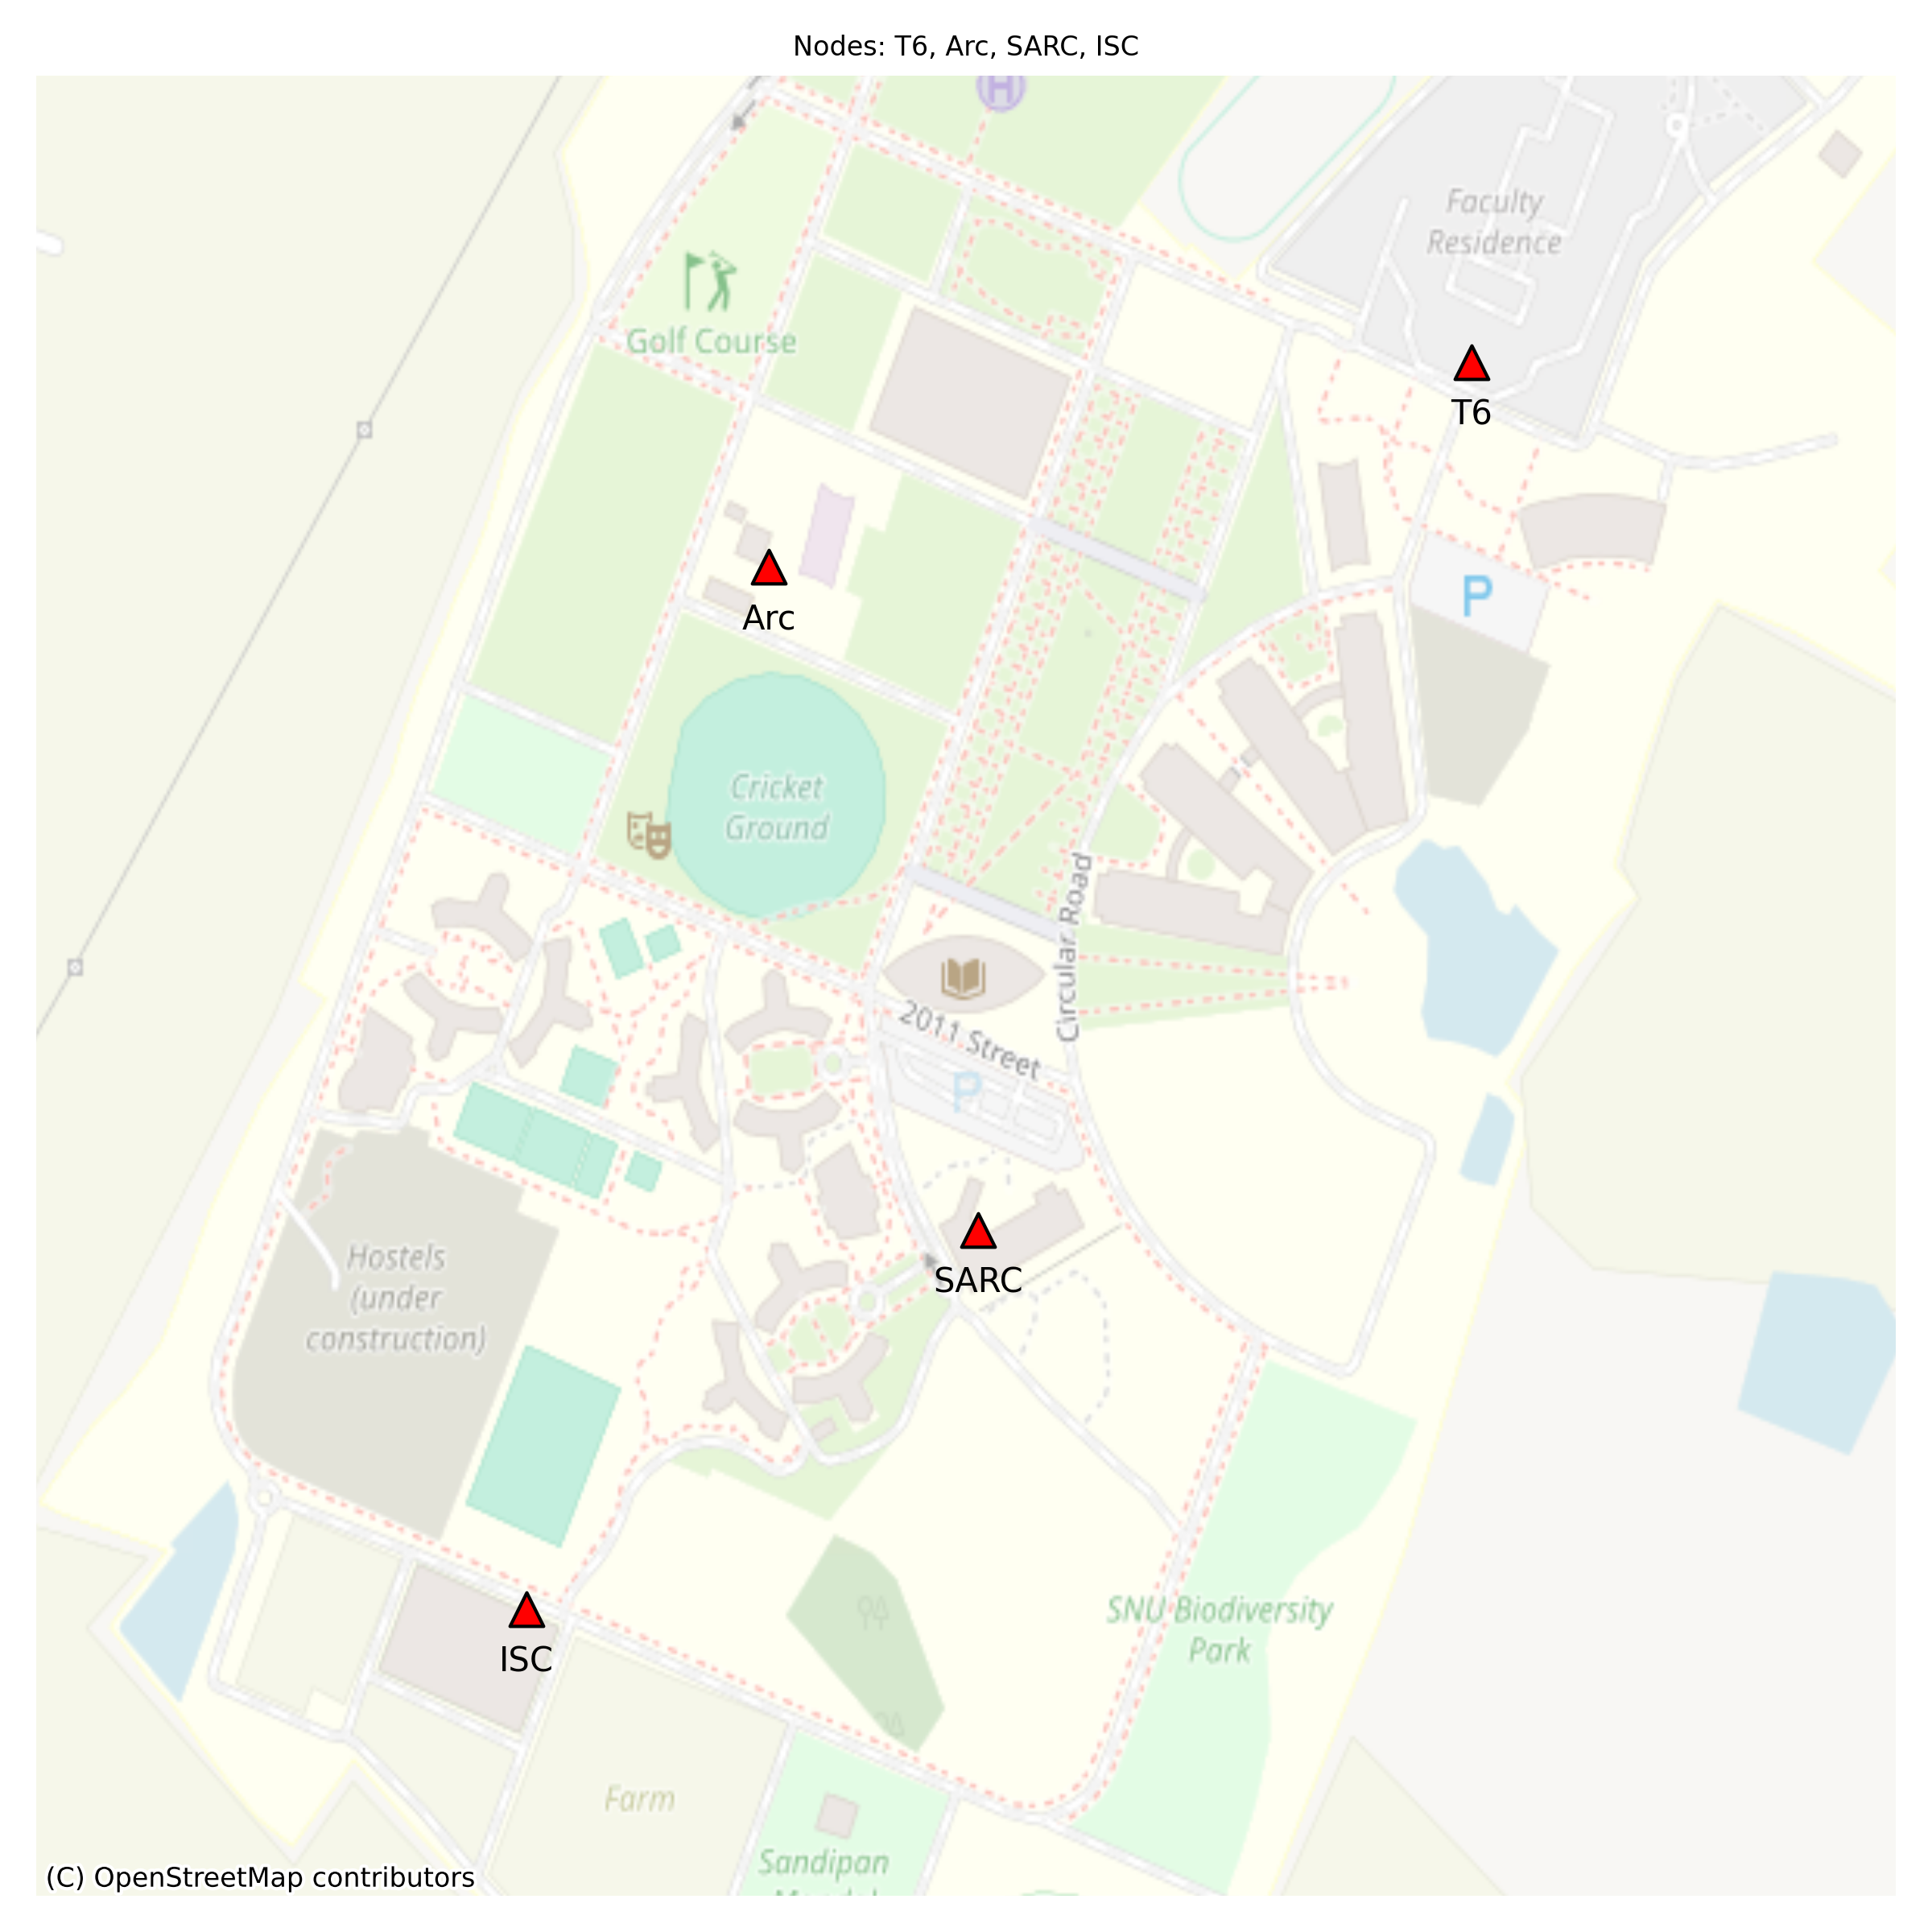 Nodes: T6, Arc, SARC, ISC
H
Faculty
Residence
Golf Course
T6
Arc
P
Cricket
Ground
Circular Road
2011 Street
P
Hostels
(under
construction)
SARC
ISC
SNU Biodiversity
Park
Farm
Sandipan
(C) OpenStreetMap contributors